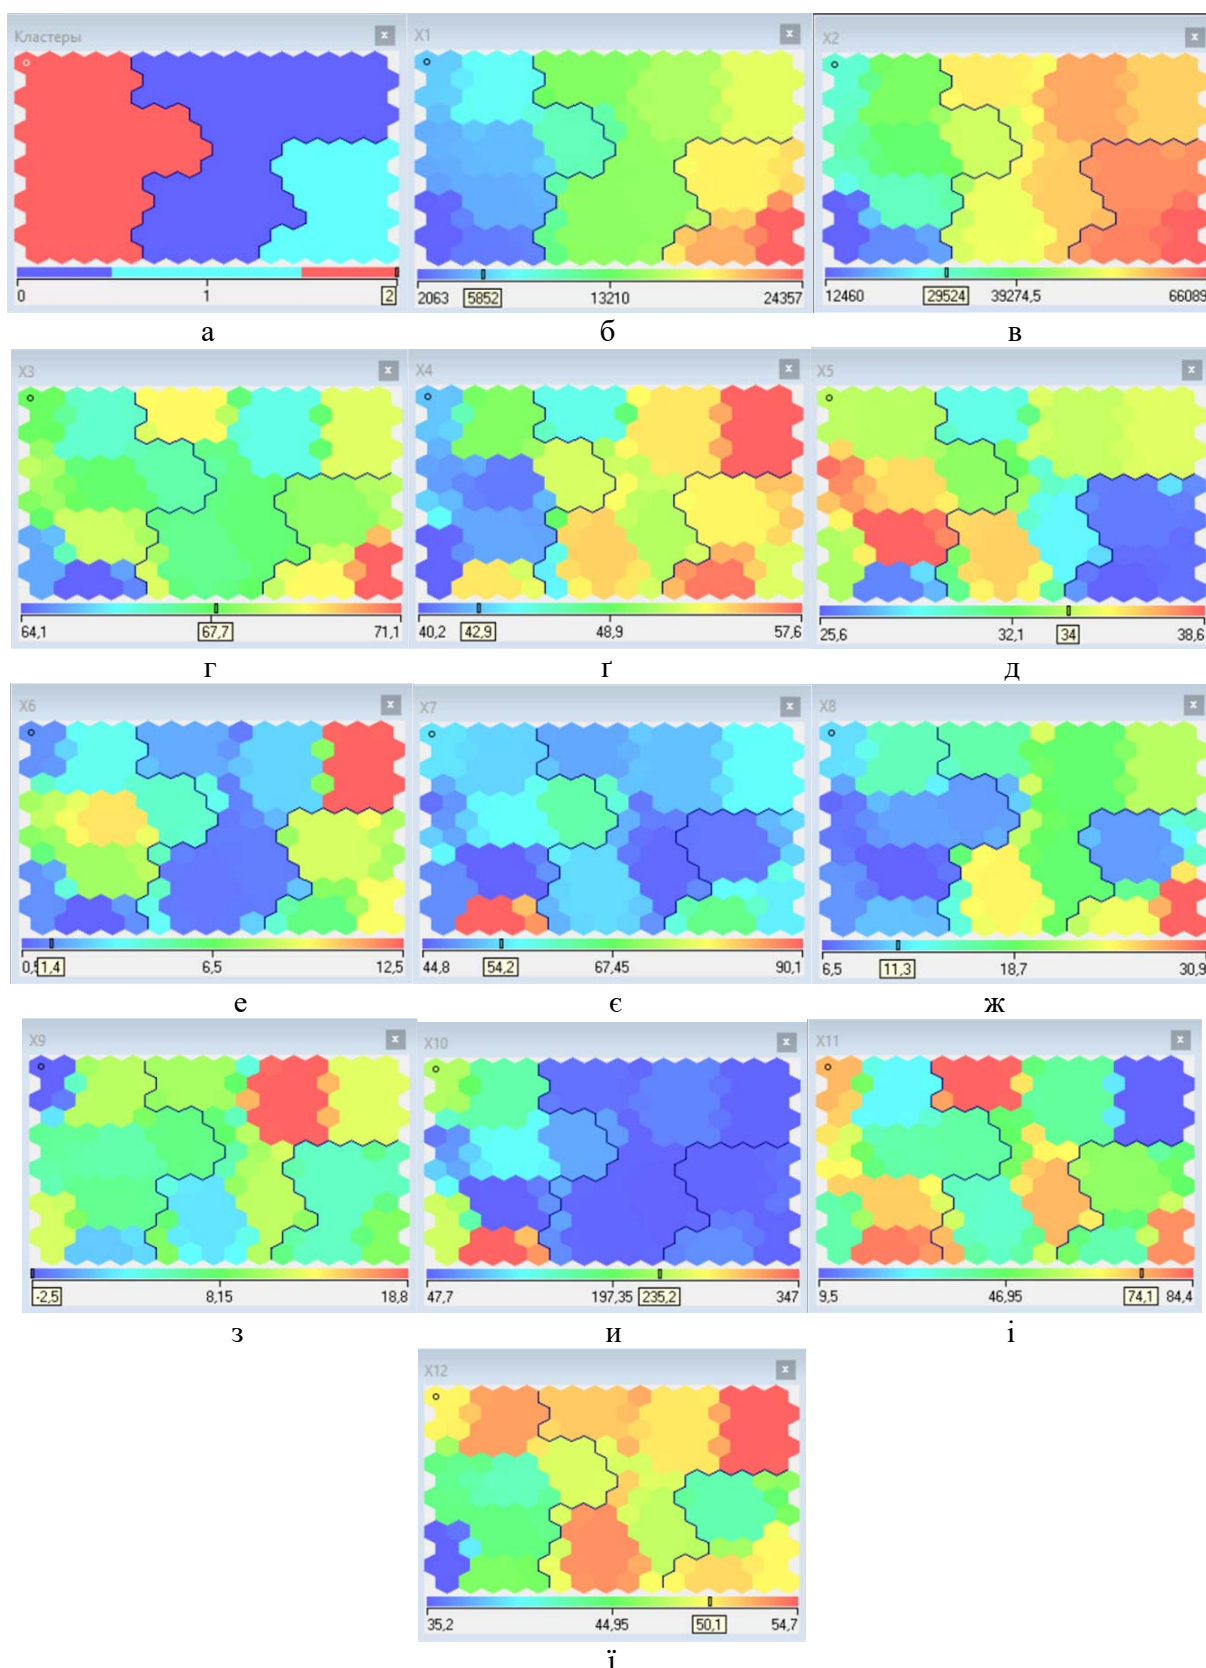 Кластеры x X1 x X2 x
0 1 2 2063 5852 13210 24357 12460 29524 39274,5 66089
а б в
X3 x X4 x X5 x
64,1 67,7 71,1 40,2 42,9 48,9 57,6 25,6 32,1 34 38,6
г ґ д
X6 x X7 x X8 x
1,4 6,5 12,5 44,8 54,2 67,45 90,1 6,5 11,3 18,7 30,9
е є ж
X9 x X10 x X11 x
-2,5 8,15 18,8 47,7 197,35 235,2 347 9,5 46,95 74,1 84,4
з и і
X12 x
35,2 44,95 50,1 54,7
ї